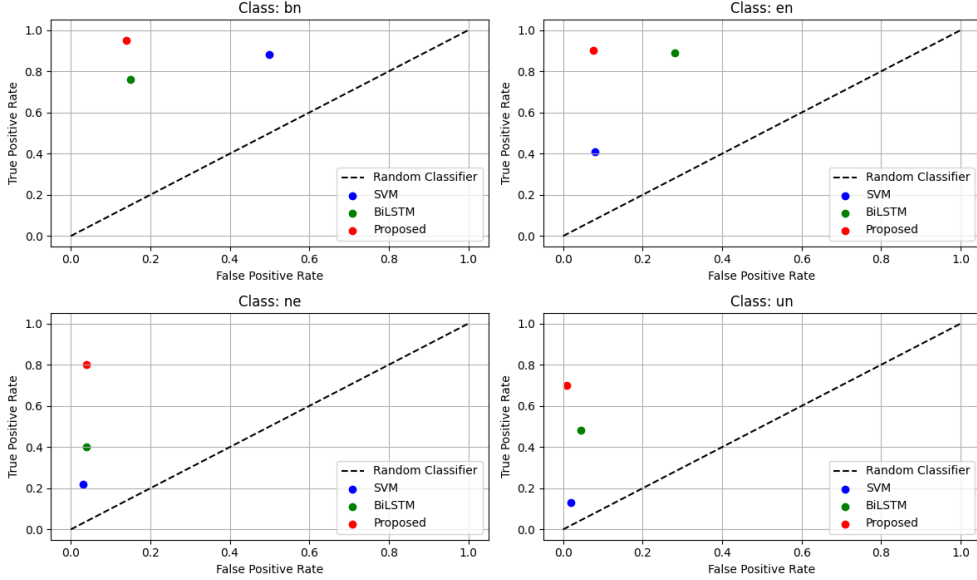 Class: bn
True Positive Rate
1.0
0.8
0.6
0.4
0.2
0.0
Random Classifier
SVM
BiLSTM
Proposed
0.0 0.2 0.4 0.6 0.8 1.0
False Positive Rate
Class: en
True Positive Rate
1.0
0.8
0.6
0.4
0.2
0.0
Random Classifier
SVM
BiLSTM
Proposed
0.0 0.2 0.4 0.6 0.8 1.0
False Positive Rate
Class: ne
True Positive Rate
1.0
0.8
0.6
0.4
0.2
0.0
Random Classifier
SVM
BiLSTM
Proposed
0.0 0.2 0.4 0.6 0.8 1.0
False Positive Rate
Class: un
True Positive Rate
1.0
0.8
0.6
0.4
0.2
0.0
Random Classifier
SVM
BiLSTM
Proposed
0.0 0.2 0.4 0.6 0.8 1.0
False Positive Rate